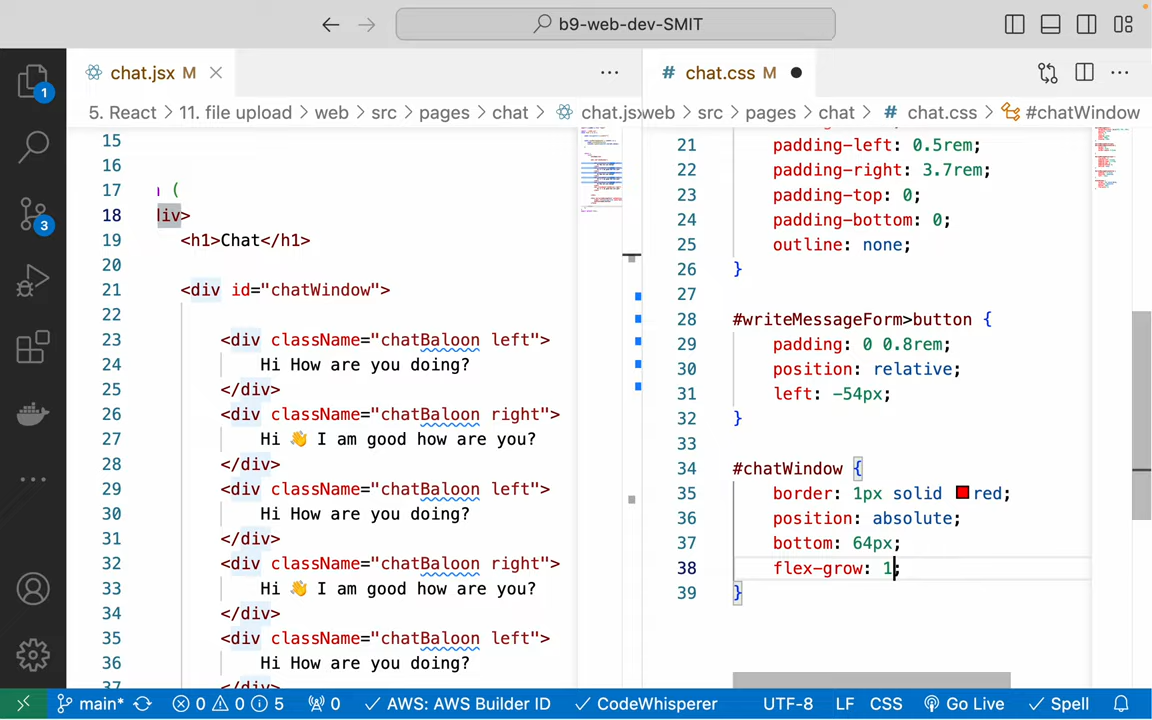 b9-web-dev-SMIT
chat.jsx M
chat.css M
5. React > 11. file upload > web > src > pages > chat > chat.jsx
web > src > pages > chat > # chat.css > #chatWindow
15
16
17 (
18 div>
19 <h1>Chat</h1>
20
21 <div id="chatWindow">
22
23 <div className="chatBaloon left">
24 Hi How are you doing?
25 </div>
26 <div className="chatBaloon right">
27 Hi 👋 I am good how are you?
28 </div>
29 <div className="chatBaloon left">
30 Hi How are you doing?
31 </div>
32 <div className="chatBaloon right">
33 Hi 👋 I am good how are you?
34 </div>
35 <div className="chatBaloon left">
36 Hi How are you doing?
37 </div>
21 padding-left: 0.5rem;
22 padding-right: 3.7rem;
23 padding-top: 0;
24 padding-bottom: 0;
25 outline: none;
26 }
27
28 #writeMessageForm>button {
29 padding: 0 0.8rem;
30 position: relative;
31 left: -54px;
32 }
33
34 #chatWindow {
35 border: 1px solid red;
36 position: absolute;
37 bottom: 64px;
38 flex-grow: 1;
39 }
1
3
main* 0 0 5 0 AWS: AWS Builder ID CodeWhisperer UTF-8 LF CSS Go Live Spell